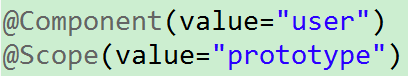 @Component(value="user")
@Scope(value="prototype")